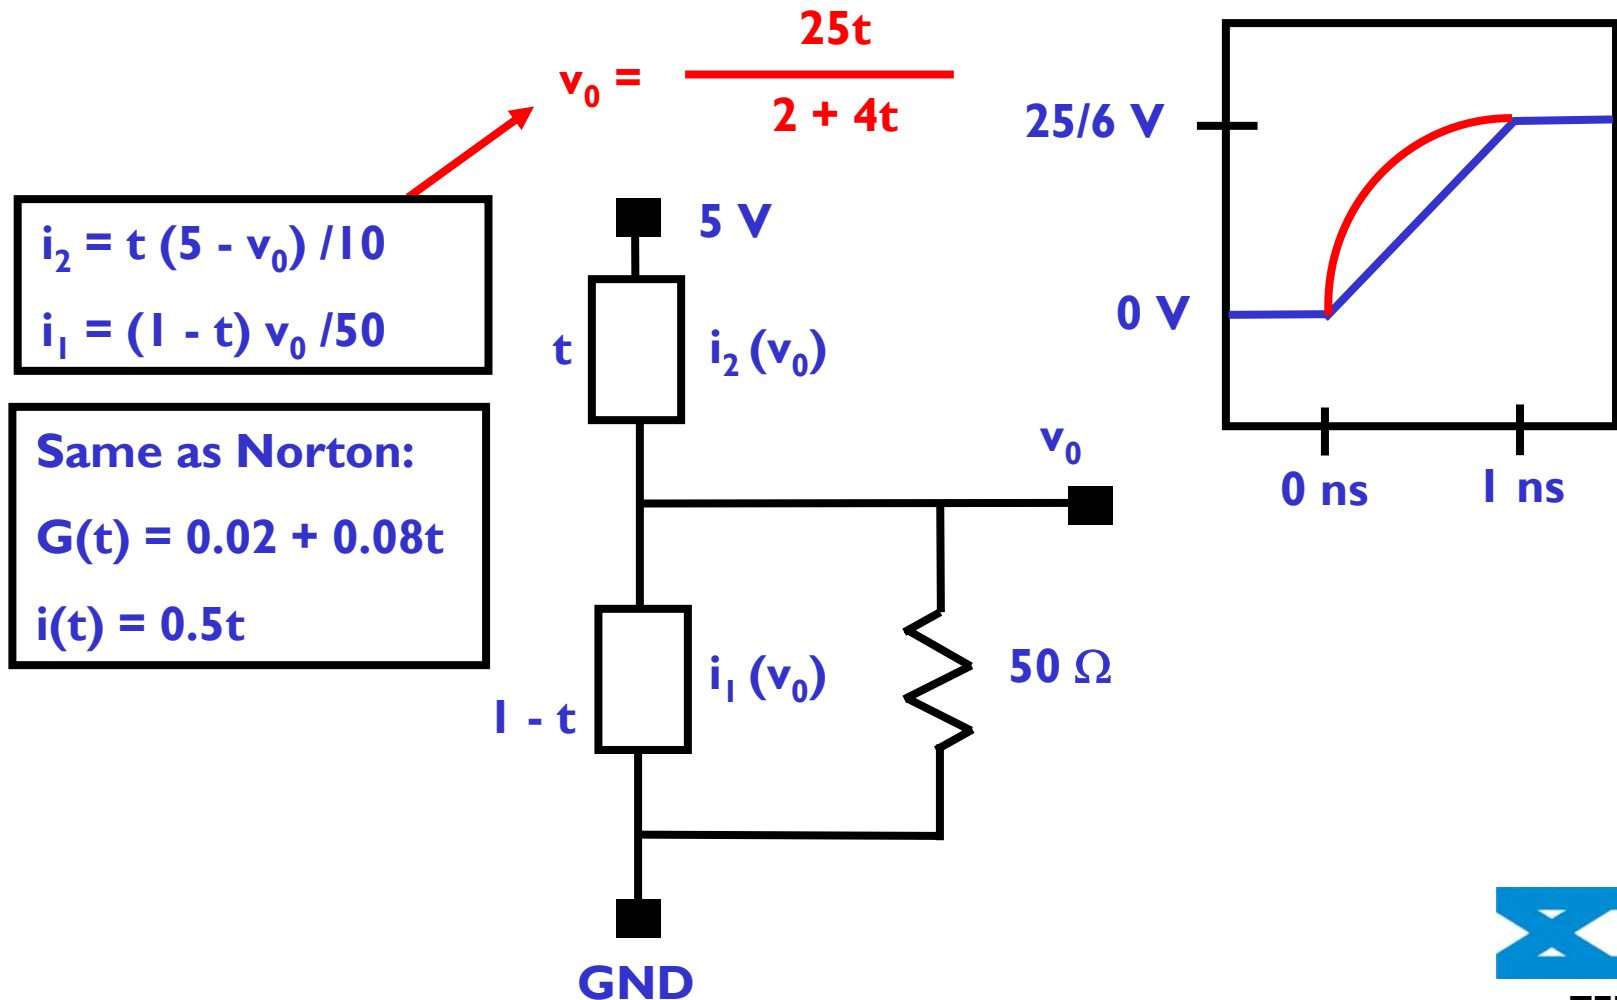 25t
v₀ =
2 + 4t
25/6 V
i₂ = t (5 - v₀) /10
i₁ = (1 - t) v₀ /50
5 V
0 V
t
i₂ (v₀)
Same as Norton:
G(t) = 0.02 + 0.08t
i(t) = 0.5t
v₀
0 ns
1 ns
1 - t
i₁ (v₀)
50 Ω
GND